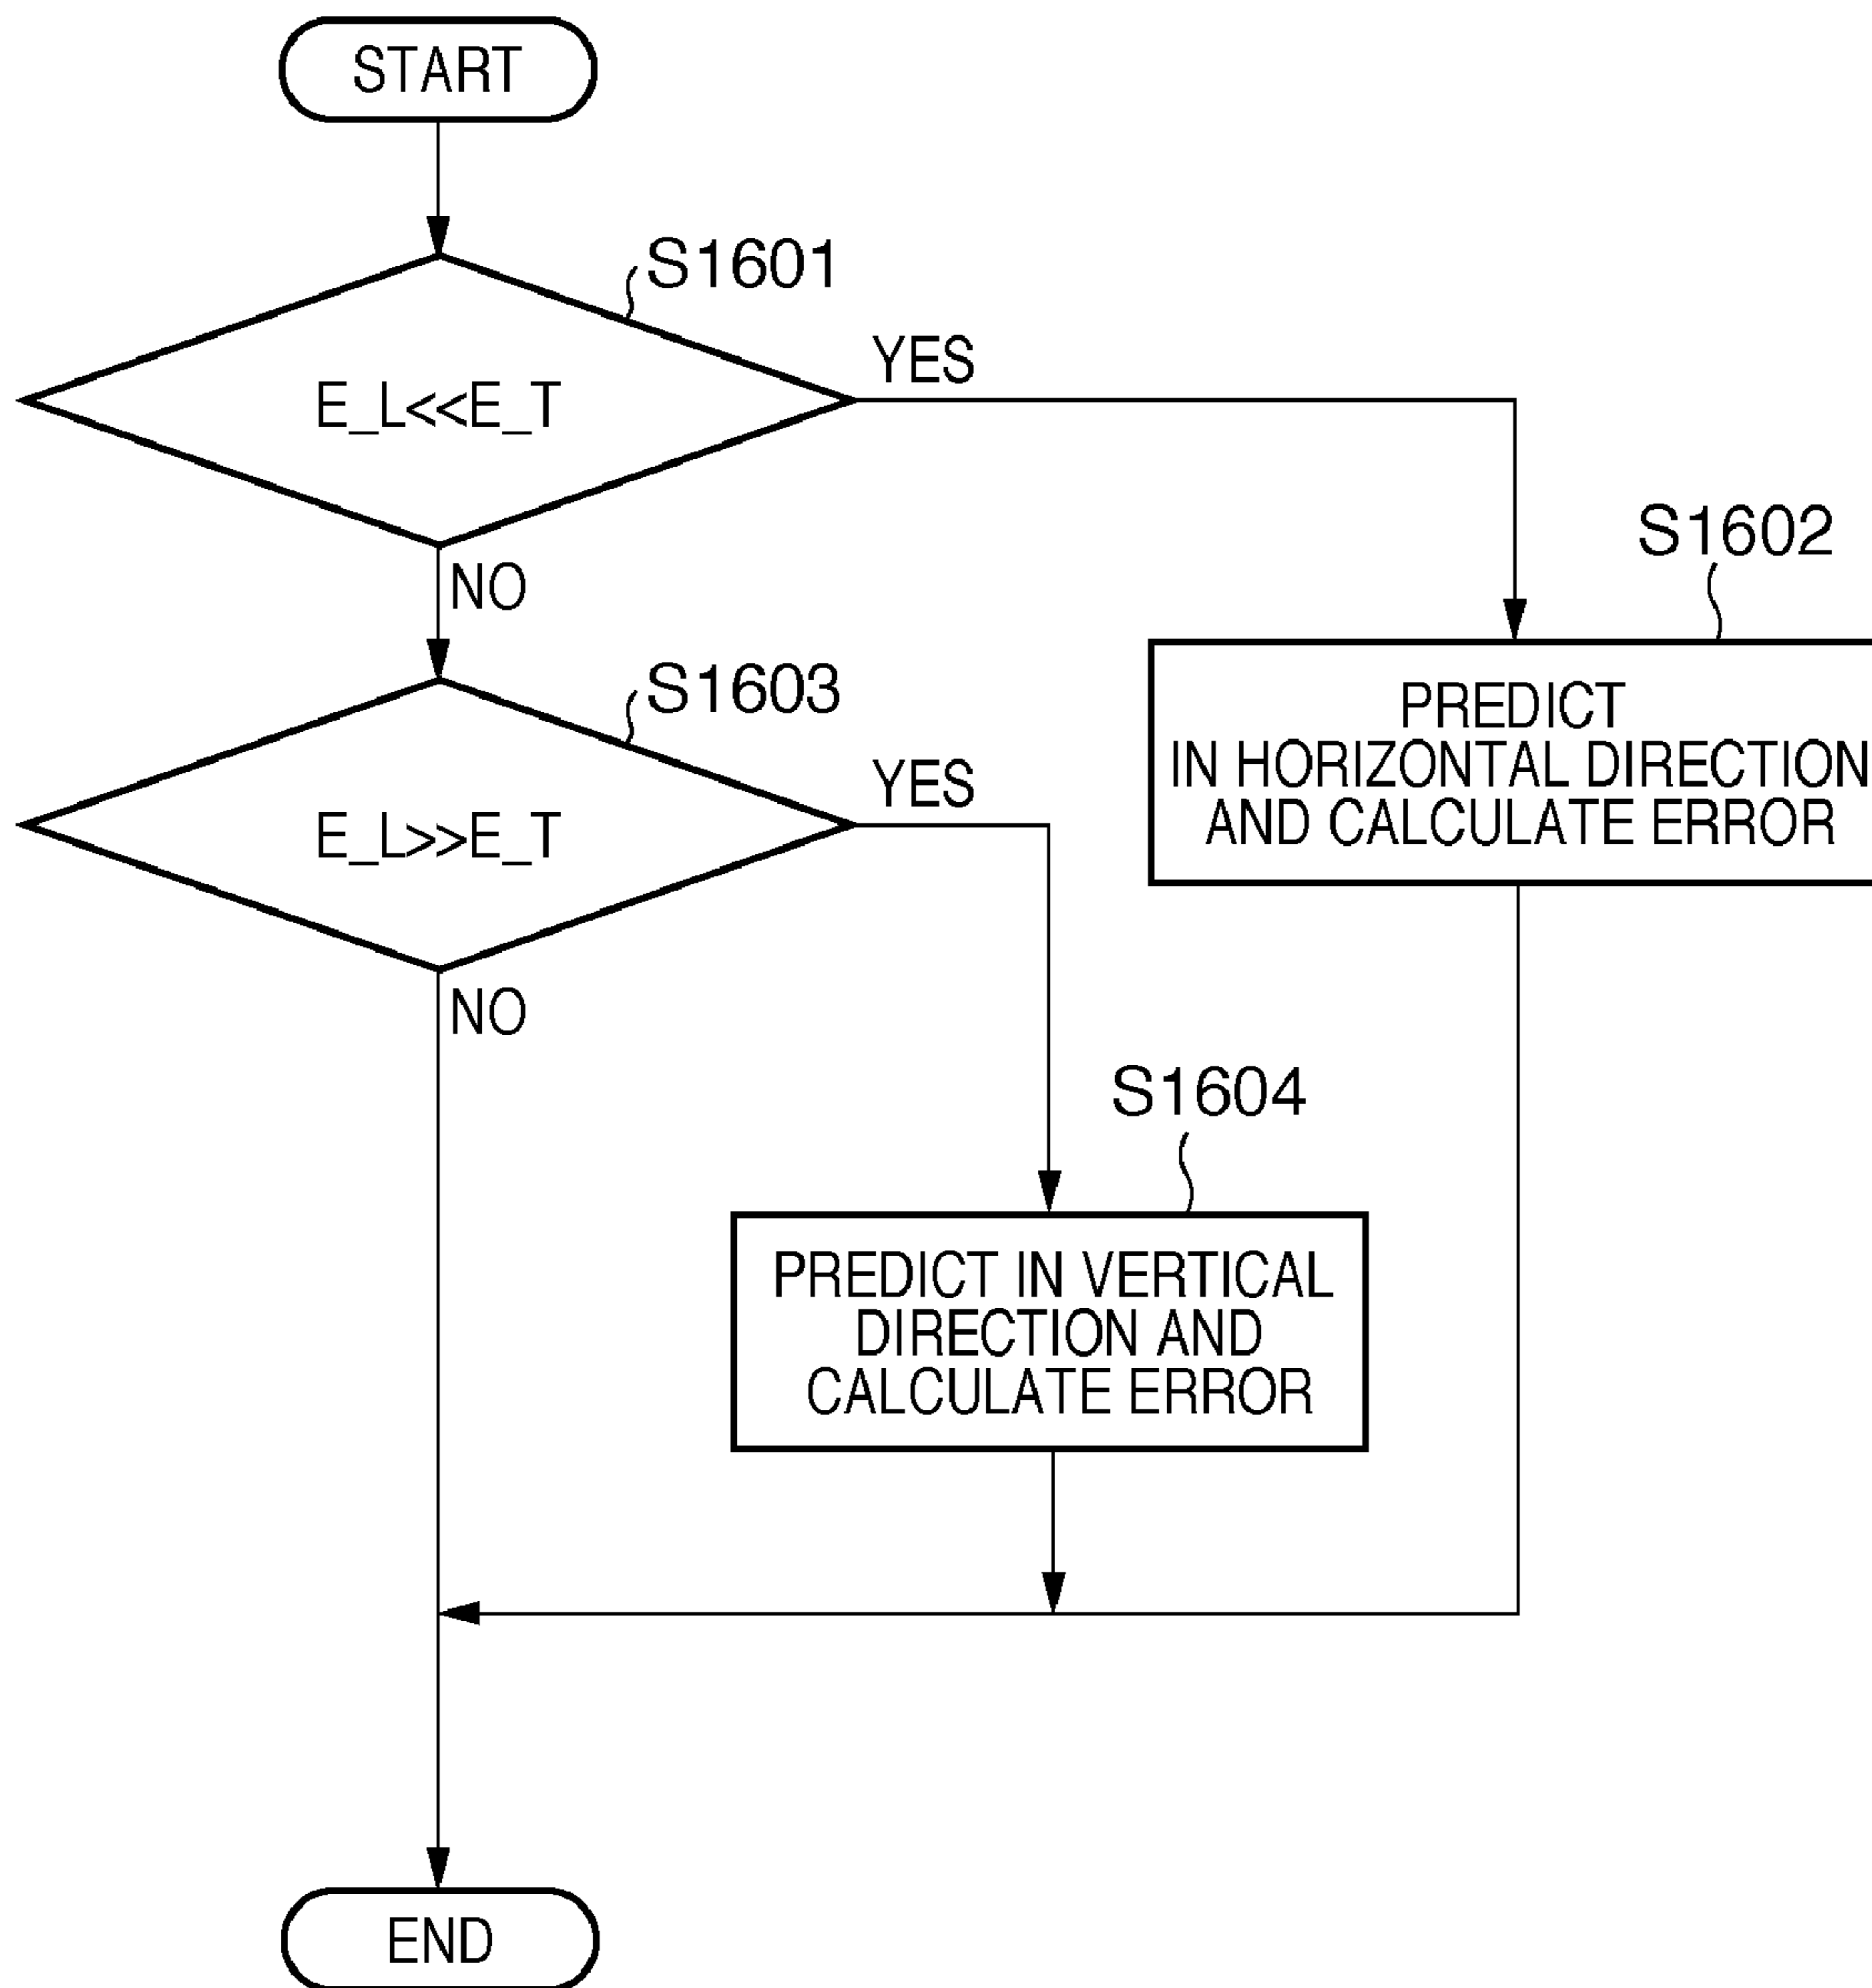 START
S1601
YES
E_L<<E_T
S1602
NO
PREDICT
IN HORIZONTAL DIRECTION
AND CALCULATE ERROR
S1603
YES
E_L>>E_T
NO
S1604
PREDICT IN VERTICAL
DIRECTION AND
CALCULATE ERROR
END